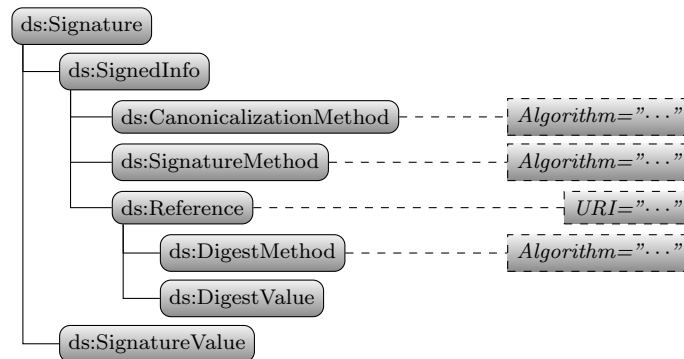 ds:Signature
ds:SignedInfo
ds:CanonicalizationMethod Algorithm="···"
ds:SignatureMethod Algorithm="···"
ds:Reference URI="···"
ds:DigestMethod Algorithm="···"
ds:DigestValue
ds:SignatureValue